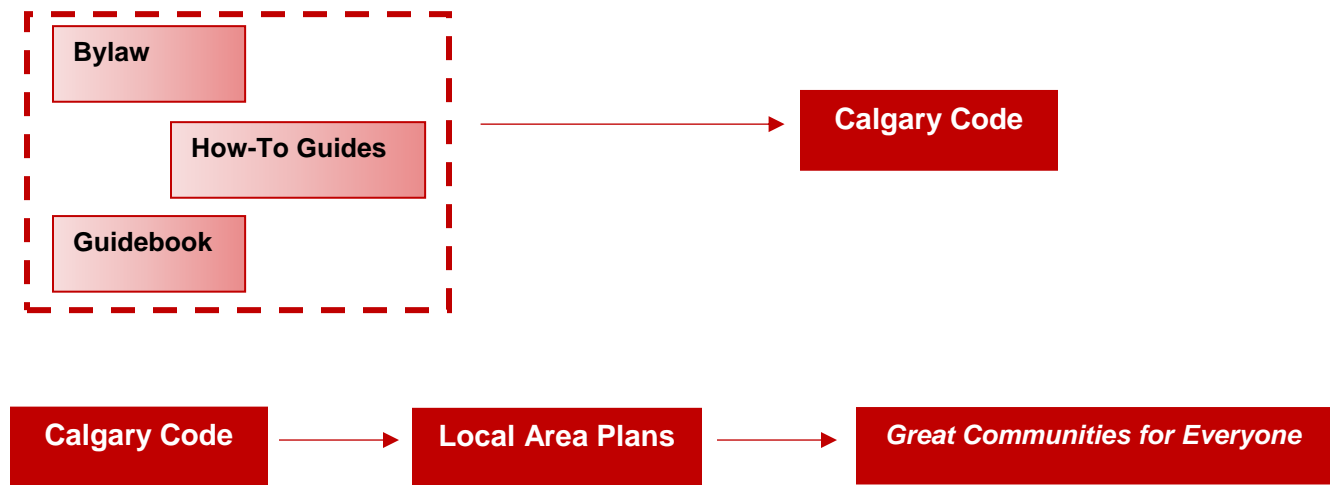 Bylaw
How-To Guides
Guidebook
Calgary Code
Calgary Code
Local Area Plans
Great Communities for Everyone